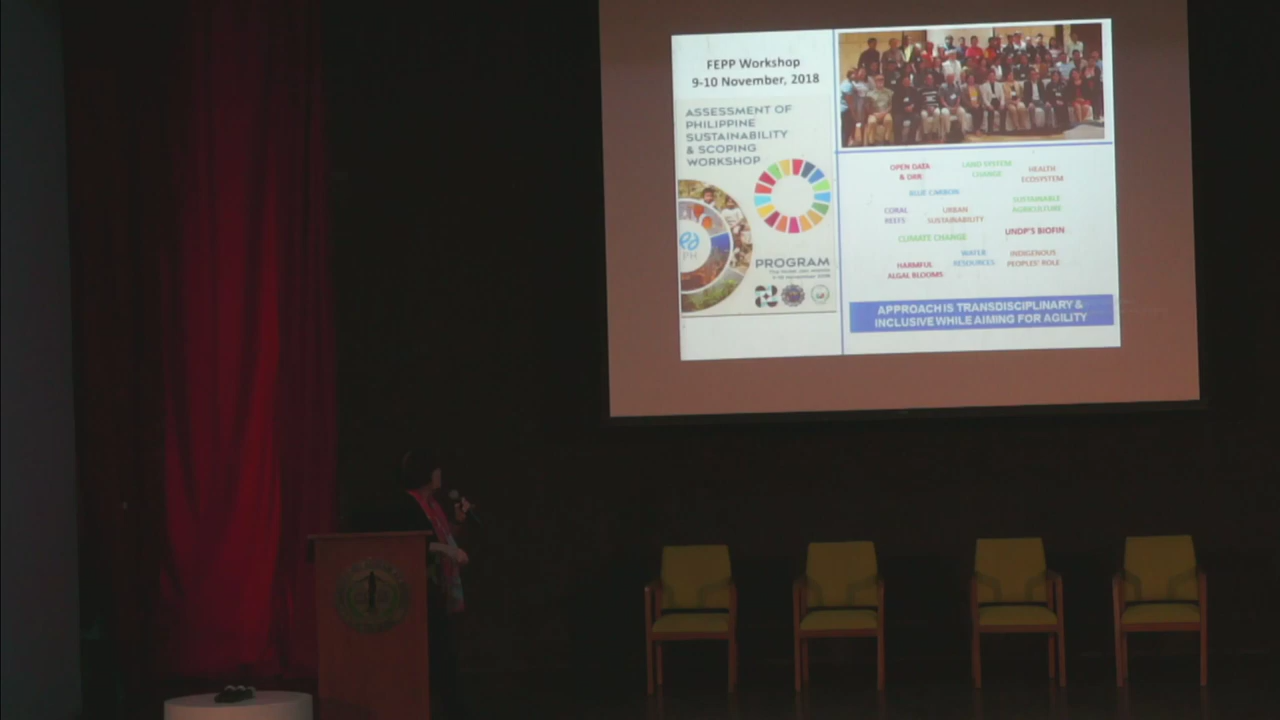 FEPP Workshop
9-10 November, 2018
ASSESSMENT OF
PHILIPPINE
SUSTAINABILITY
& SCOPING
WORKSHOP
PH
PROGRAM
OPEN DATA
& DRR
LAND SYSTEM
CHANGE
HEALTH
ECOSYSTEM
BLUE CARBON
SUSTAINABLE
AGRICULTURE
CORAL
REEFS
URBAN
SUSTAINABILITY
CLIMATE CHANGE
UNDP'S BIOFIN
WATER
RESOURCES
INDIGENOUS
PEOPLES' ROLE
HARMFUL
ALGAL BLOOMS
APPROACH IS TRANSDISCIPLINARY &
INCLUSIVE WHILE AIMING FOR AGILITY